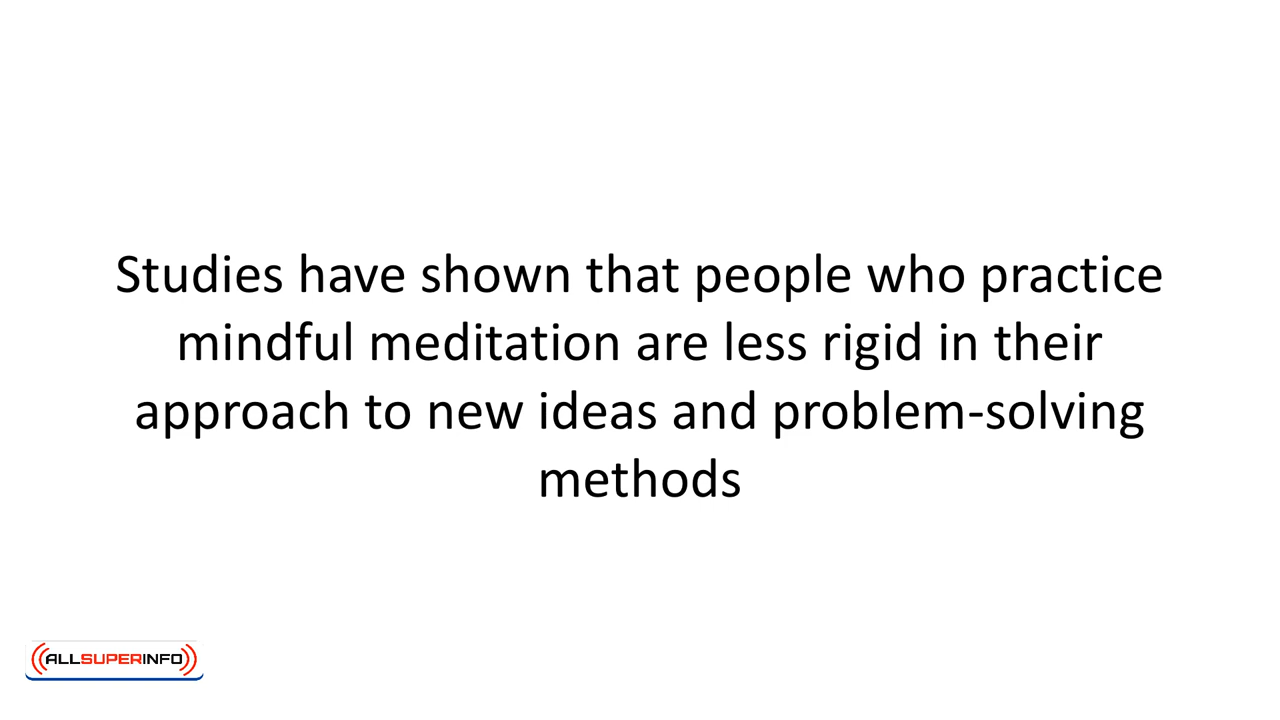 Studies have shown that people who practice
mindful meditation are less rigid in their
approach to new ideas and problem-solving
methods
ALLSUPERINFO